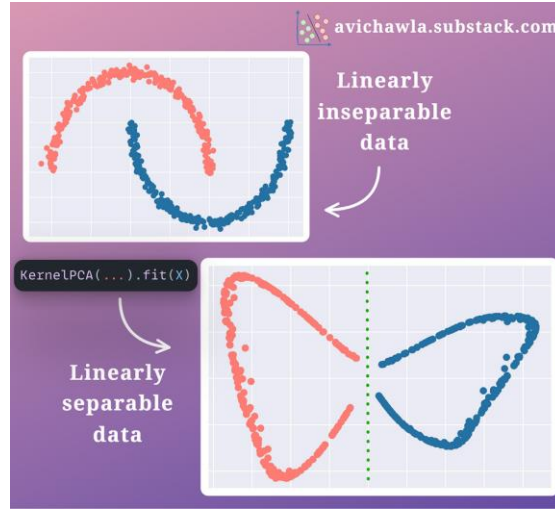 avichawla.substack.com
Linearly
inseparable
data
KernelPCA(...).fit(X)
Linearly
separable
data